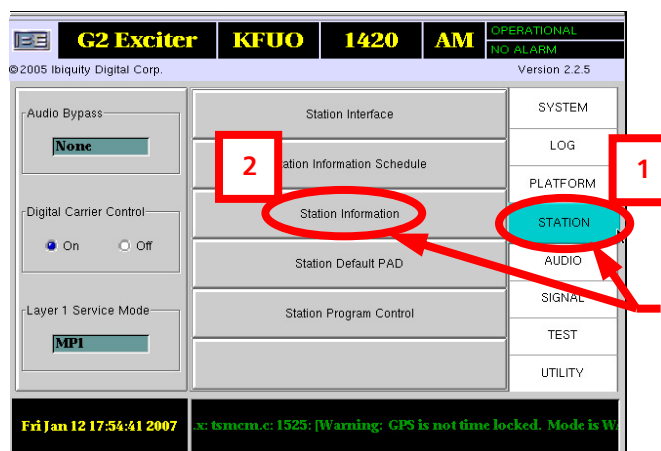 G2 Exciter KFUO 1420 AM OPERATIONAL
NO ALARM
©2005 Ibiquity Digital Corp. Version 2.2.5
Audio Bypass
None
Digital Carrier Control
On Off
Layer 1 Service Mode
MP1
Station Interface
Information Schedule
Station Information
Station Default PAD
Station Program Control
SYSTEM
LOG
PLATFORM
STATION
AUDIO
SIGNAL
TEST
UTILITY
2
1
Fri Jan 12 17:54:41 2007 .x: tsmem.c: 1525: [Warning: GPS is not time locked. Mode is